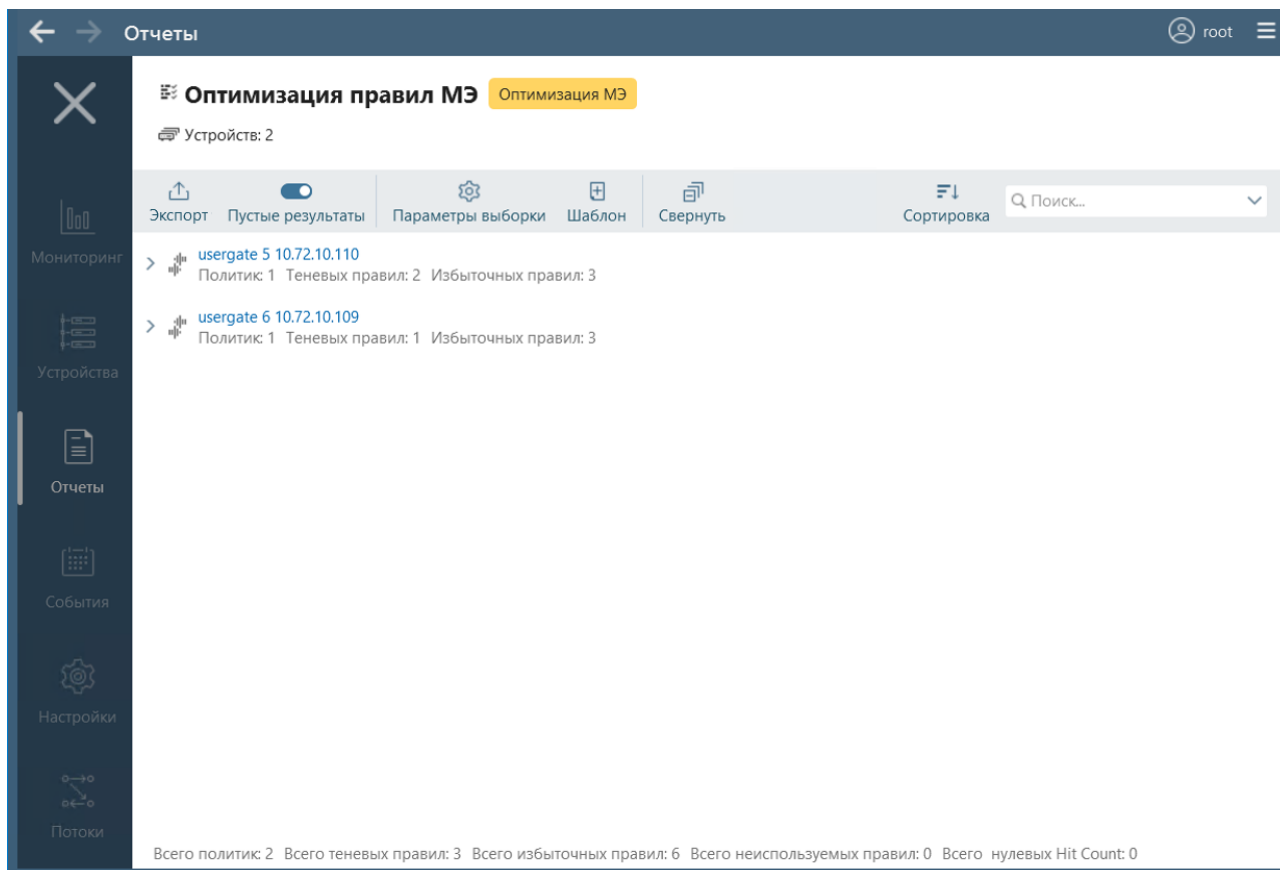 Отчеты
root
Оптимизация правил МЭ Оптимизация МЭ
Устройств: 2
Экспорт Пустые результаты Параметры выборки Шаблон Свернуть Сортировка Поиск...
usergate 5 10.72.10.110
Политик: 1 Теневых правил: 2 Избыточных правил: 3
usergate 6 10.72.10.109
Политик: 1 Теневых правил: 1 Избыточных правил: 3
Мониторинг
Устройства
Отчеты
События
Настройки
Потоки
Всего политик: 2 Всего теневых правил: 3 Всего избыточных правил: 6 Всего неиспользуемых правил: 0 Всего нулевых Hit Count: 0